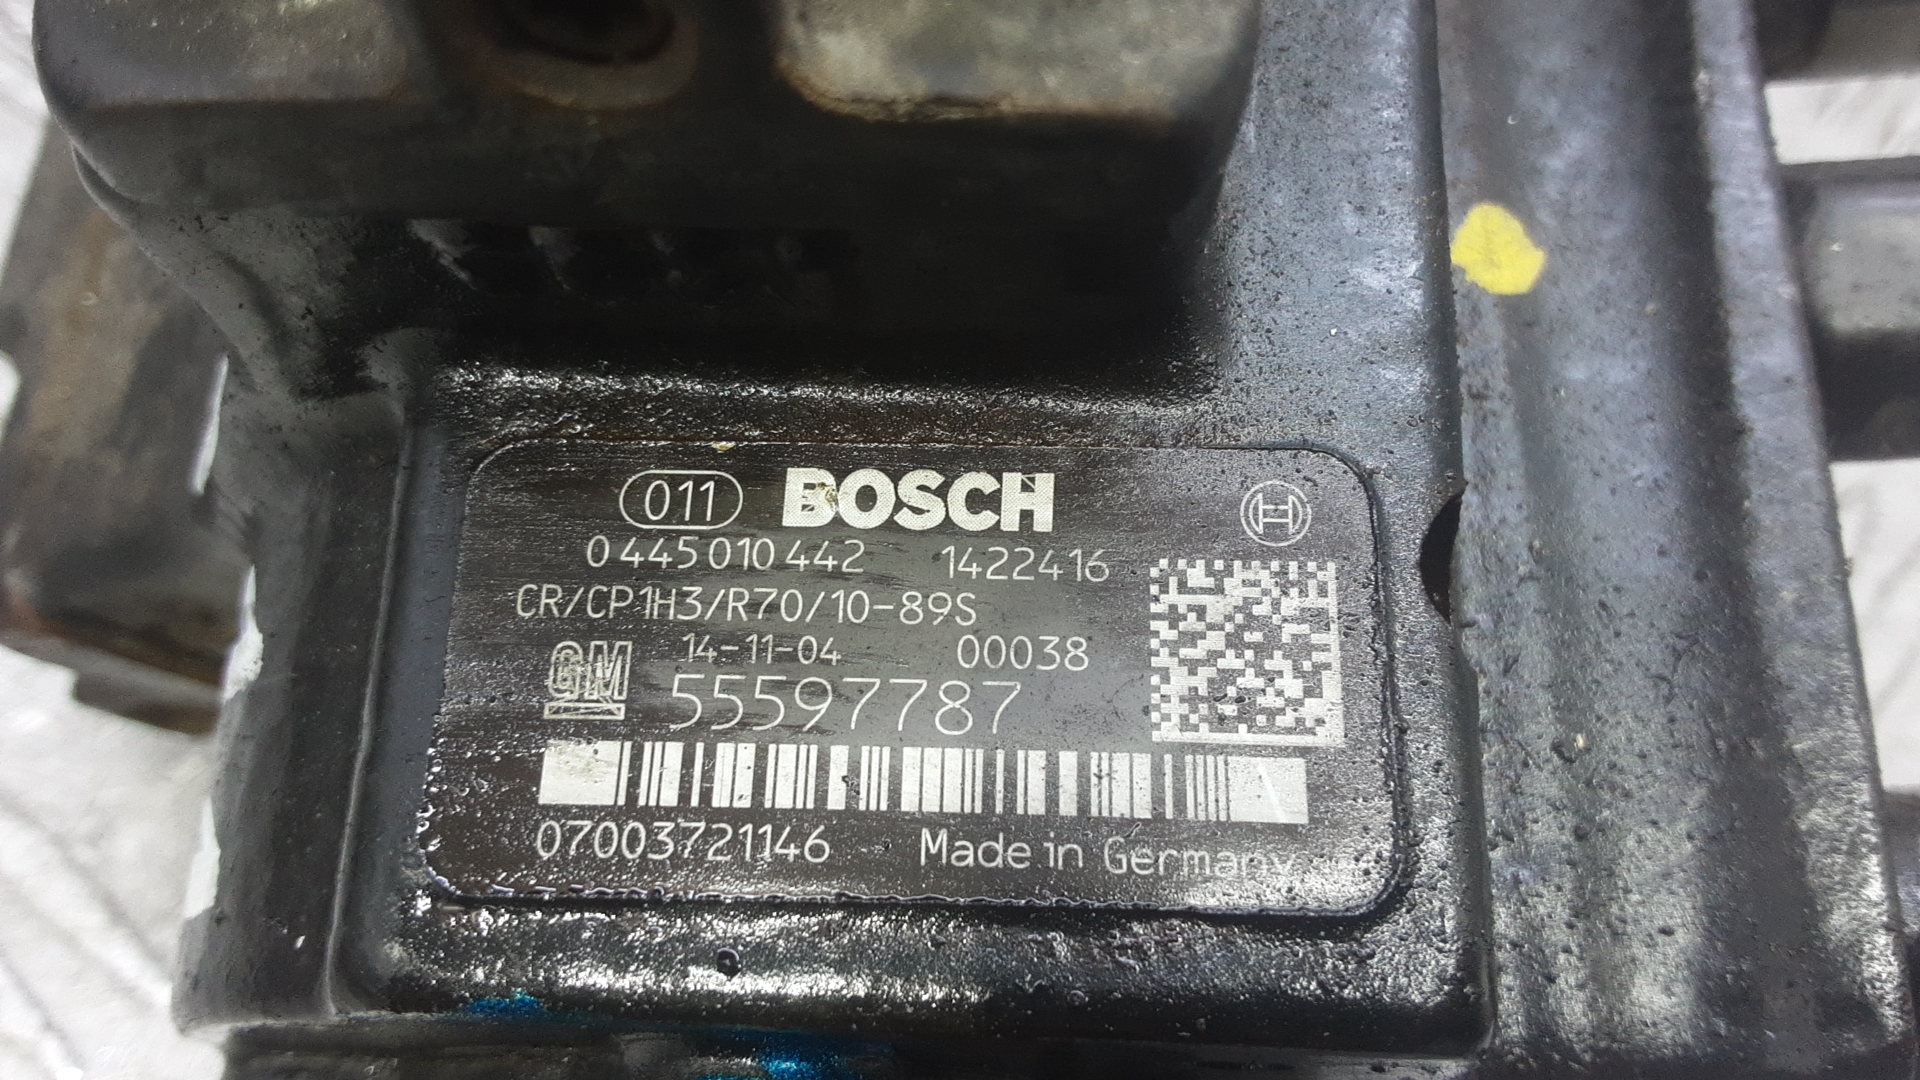 011 BOSCH
0 445 010 442 1422416
CR/CP1H3/R70/10-89S
14-11-04 00038
GM 55597787
07003721146 Made in Germany